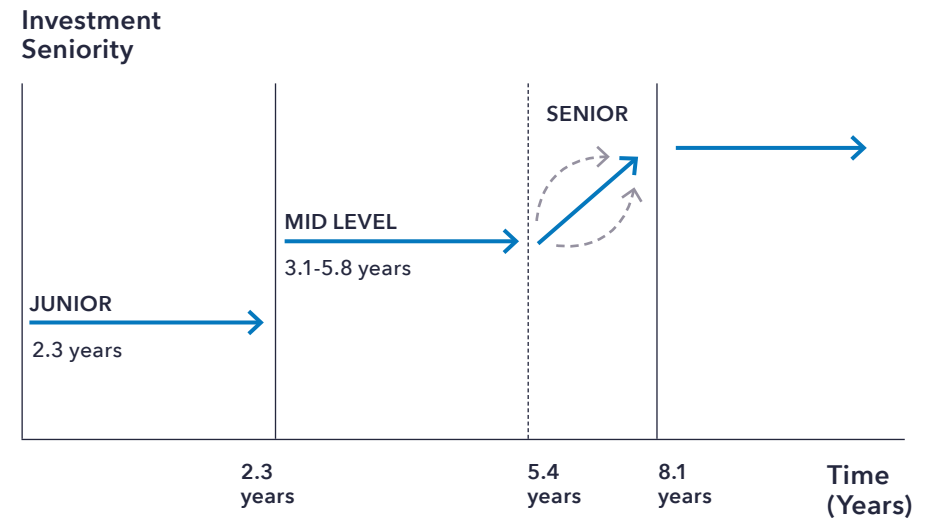 Investment
Seniority
SENIOR
MID LEVEL
3.1-5.8 years
JUNIOR
2.3 years
2.3
years
5.4
years
8.1
years
Time
(Years)